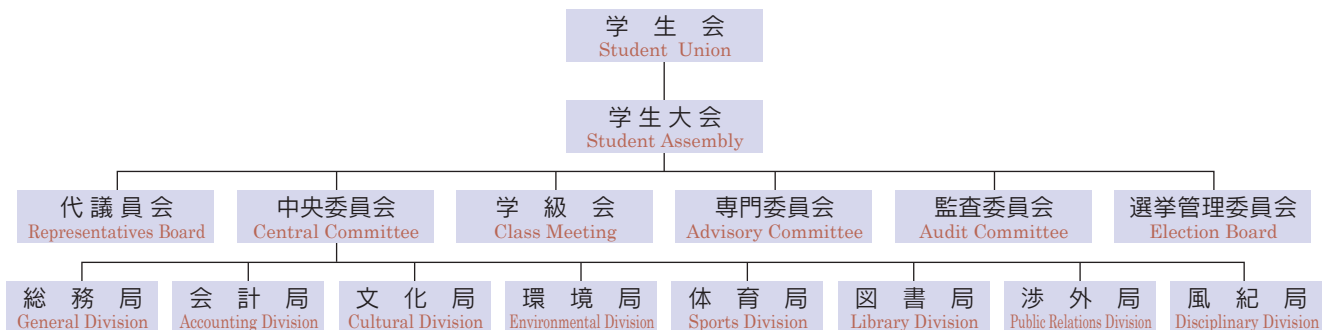 学生会
Student Union
学生大会
Student Assembly
代議員会
Representatives Board
中央委員会
Central Committee
学級会
Class Meeting
専門委員会
Advisory Committee
監査委員会
Audit Committee
選挙管理委員会
Election Board
総務局
General Division
会計局
Accounting Division
文化局
Cultural Division
環境局
Environmental Division
体育局
Sports Division
図書局
Library Division
渉外局
Public Relations Division
風紀局
Disciplinary Division